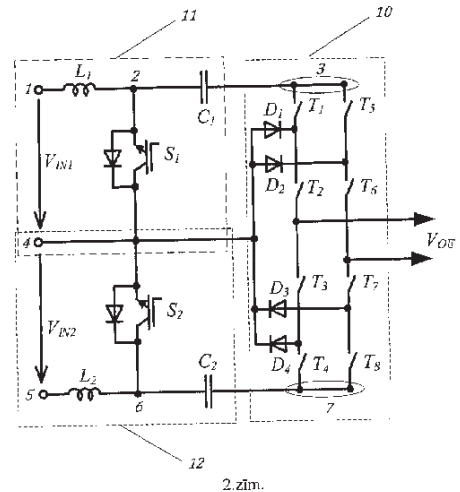 11
10
L1
2
3
1
C1
T1
T5
D1
VIN1
S1
D2
T2
T6
4
VOUT
D3
T3
T7
VIN2
S2
L2
C2
D4
T4
T8
5
6
7
12
2.zīm.